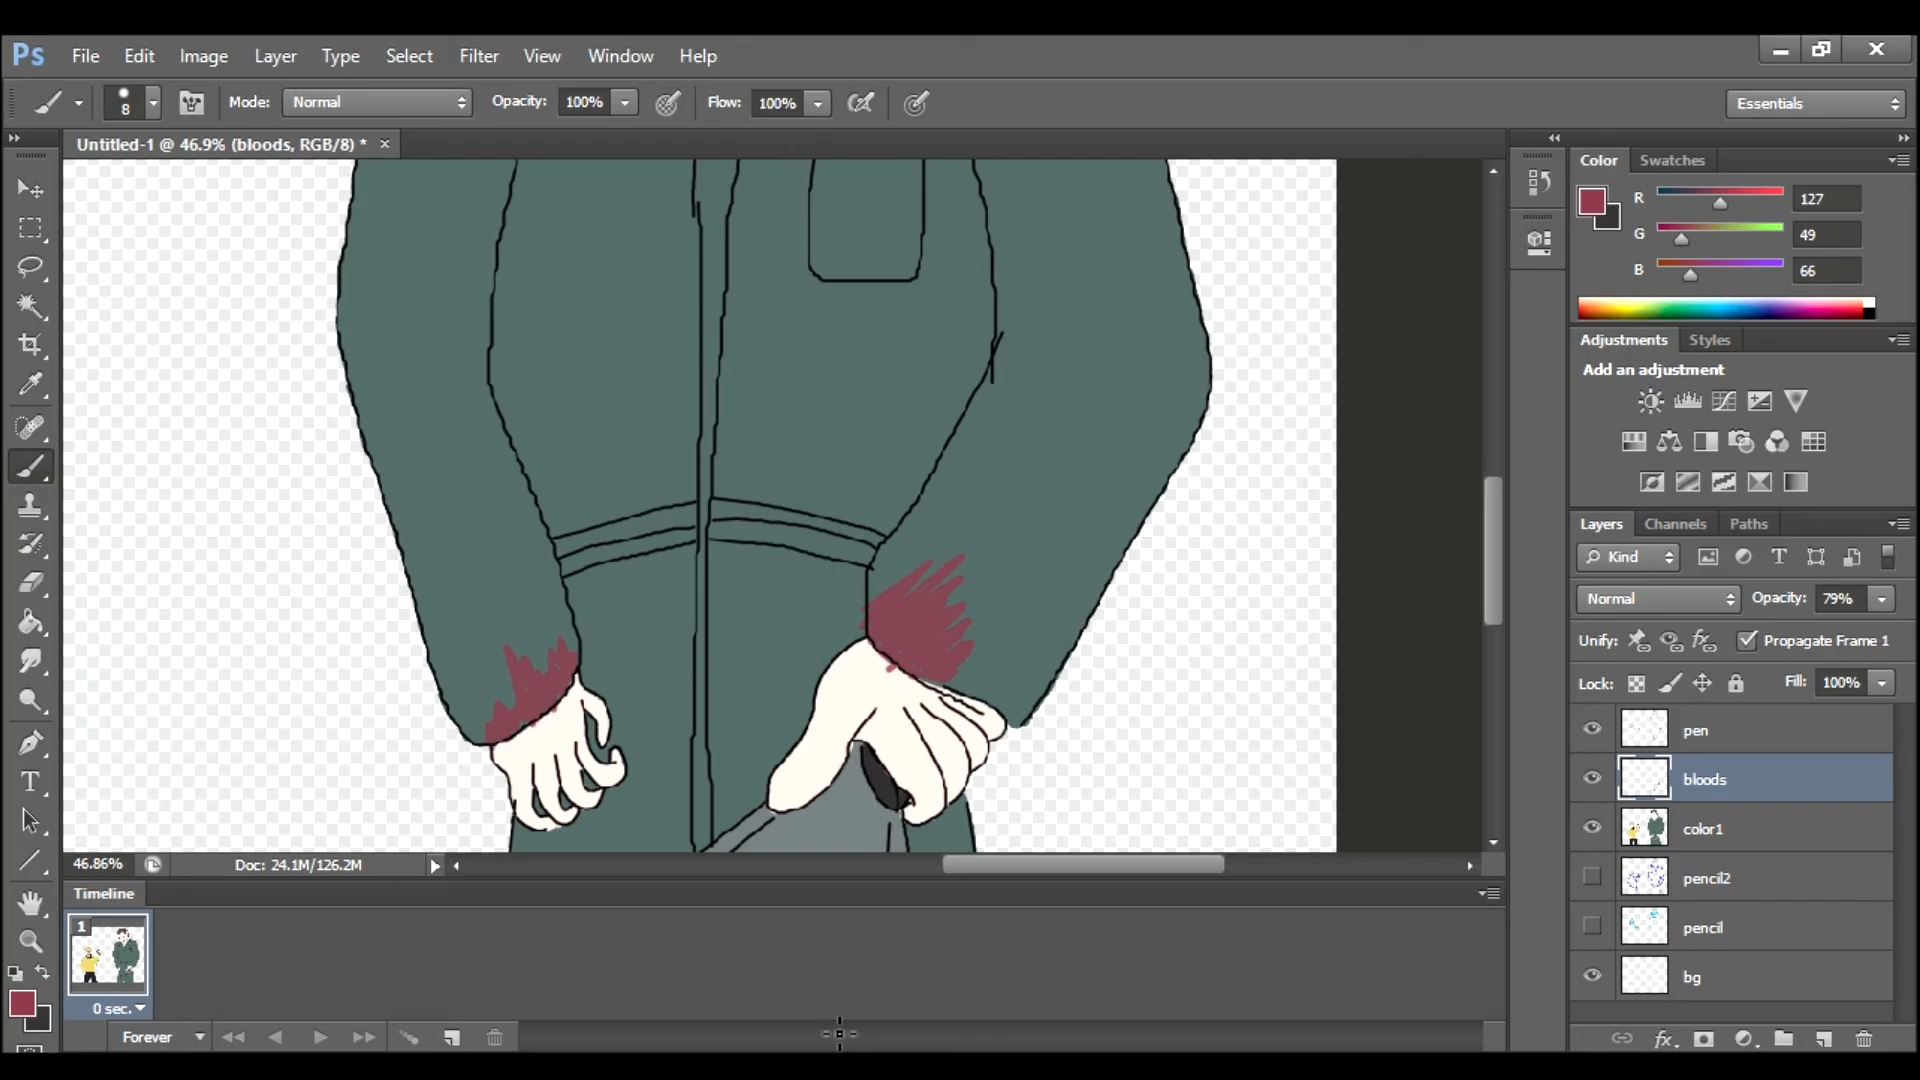 Ps File Edit Image Layer Type Select Filter View Window Help
8 Mode: Normal Opacity: 100% Flow: 100% Essentials
Untitled-1 @ 46.9% (bloods, RGB/8) * ×
Color Swatches
R 127
G 49
B 66
Adjustments Styles
Add an adjustment
Layers Channels Paths
Kind
Normal Opacity: 79%
Unify: Propagate Frame 1
Lock: Fill: 100%
pen
bloods
color1
pencil2
pencil
bg
fx
46.86% Doc: 24.1M/126.2M
Timeline
1
0 sec.
Forever